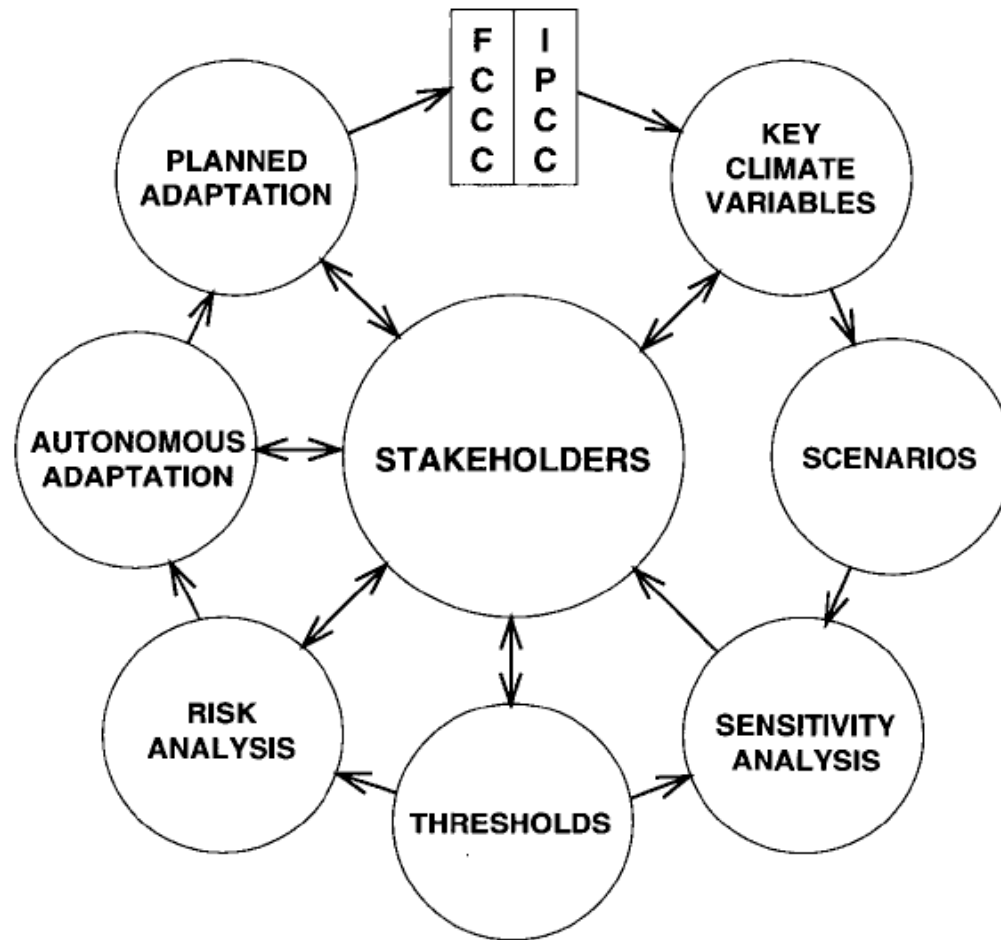 F
C
C
C
I
P
C
C
KEY
CLIMATE
VARIABLES
PLANNED
ADAPTATION
AUTONOMOUS
ADAPTATION
STAKEHOLDERS
SCENARIOS
RISK
ANALYSIS
SENSITIVITY
ANALYSIS
THRESHOLDS